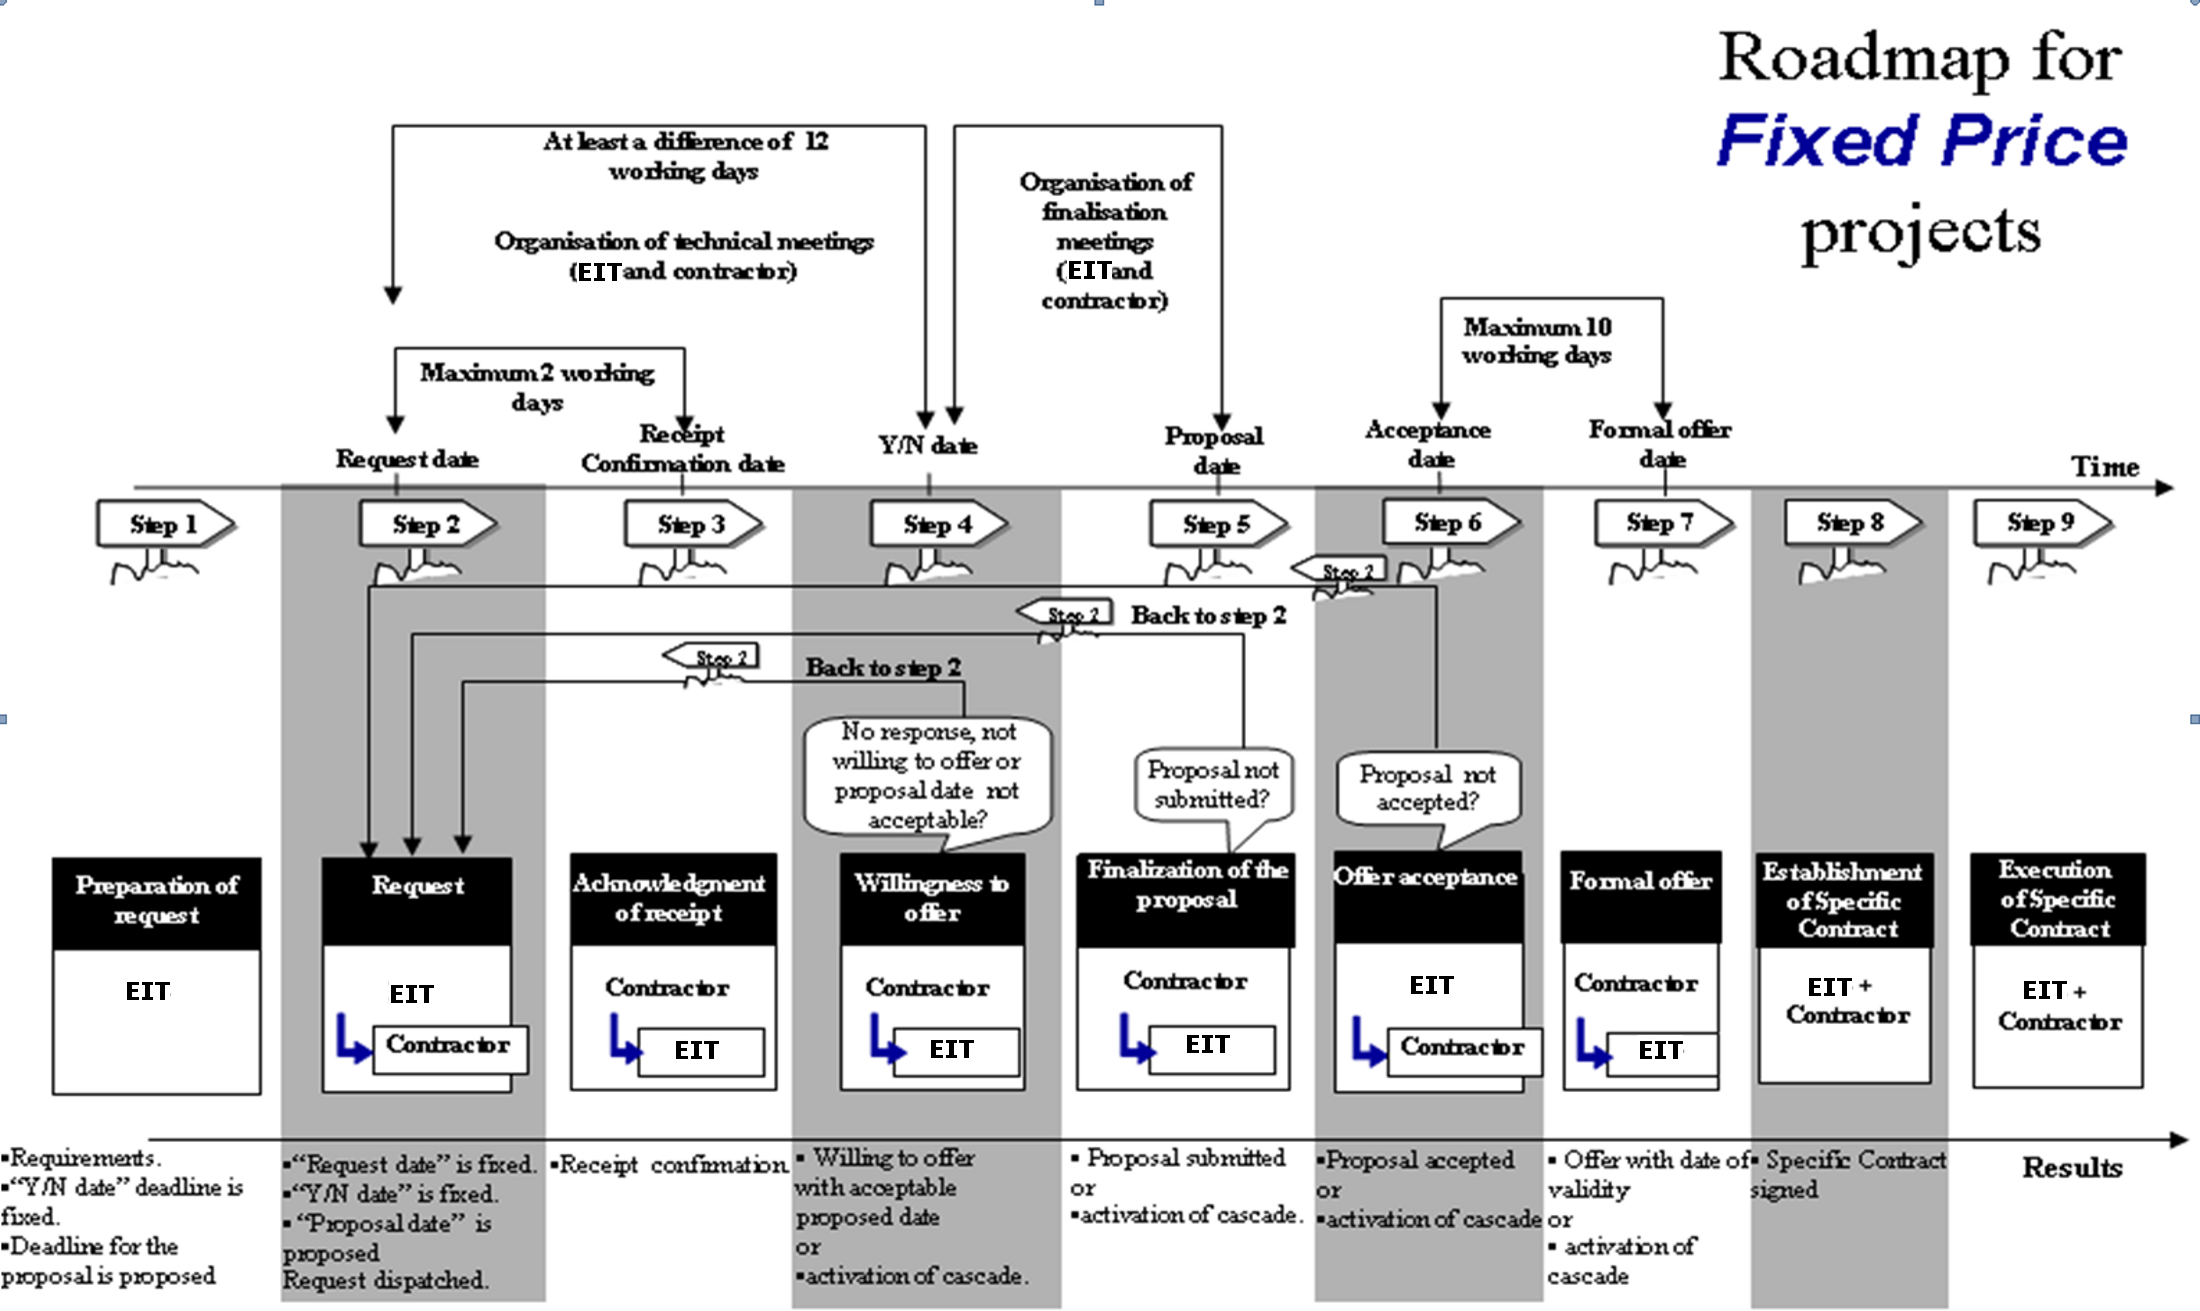 Roadmap for
Fixed Price
projects
At least a difference of 12
working days
Organisation of technical meetings
(EIT and contractor)
Organisation of
finalisation
meetings
(EIT and
contractor)
Maximum 10
working days
Maximum 2 working
days
Request date
Receipt
Confirmation date
Y/N date
Proposal
date
Acceptance
date
Formal offer
date
Time
Step 1
Step 2
Step 3
Step 4
Step 5
Step 6
Step 7
Step 8
Step 9
Step 2
Step 2
Back to step 2
Step 2
Back to step 2
No response, not
willing to offer or
proposal date not
acceptable?
Proposal not
submitted?
Proposal not
accepted?
Preparation of
request
EIT
Request
EIT
Contractor
Acknowledgment
of receipt
Contractor
EIT
Willingness to
offer
Contractor
EIT
Finalization of the
proposal
Contractor
EIT
Offer acceptance
EIT
Contractor
Formal offer
Contractor
EIT
Establishment
of Specific
Contract
EIT +
Contractor
Execution
of Specific
Contract
EIT +
Contractor
▪Requirements.
▪“Y/N date” deadline is
fixed.
▪Deadline for the
proposal is proposed
▪“Request date” is fixed.
▪“Y/N date” is fixed.
▪“Proposal date” is
proposed
Request dispatched.
▪Receipt confirmation
▪ Willing to offer
with acceptable
proposed date
or
▪activation of cascade.
▪ Proposal submitted
or
▪activation of cascade.
▪Proposal accepted
or
▪activation of cascade
▪ Offer with date of
validity
or
▪ activation of
cascade
▪ Specific Contract
signed
Results